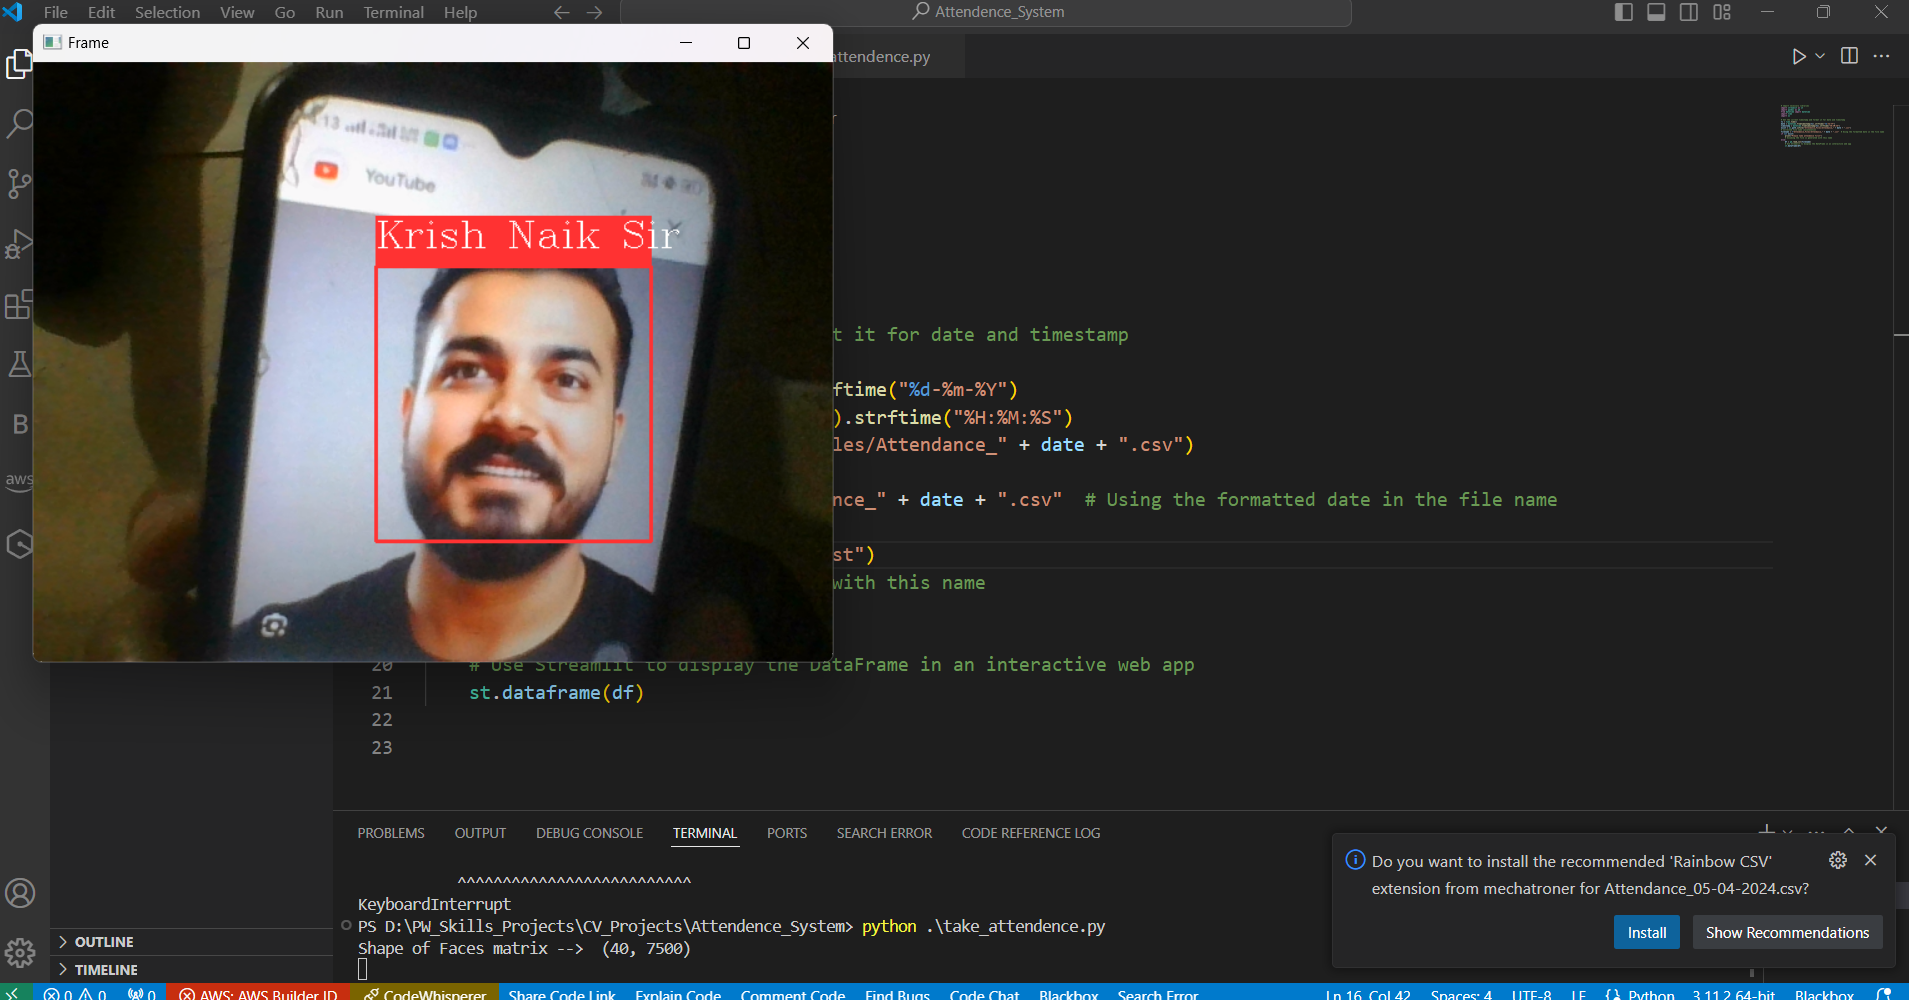 File Edit Selection View Go Run Terminal Help
Attendence_System
Frame
attendence.py
13
YouTube
Krish Naik Sir
t it for date and timestamp
ftime("%d-%m-%Y")
).strftime("%H:%M:%S")
les/Attendance_" + date + ".csv")
nce_" + date + ".csv" # Using the formatted date in the file name
st")
with this name
20 # Use Streamlit to display the DataFrame in an interactive web app
21 st.dataframe(df)
22
23
B
aws
PROBLEMS OUTPUT DEBUG CONSOLE TERMINAL PORTS SEARCH ERROR CODE REFERENCE LOG
^^^^^^^^^^^^^^^^^^^^^^^^^^
KeyboardInterrupt
PS D:\PW_Skills_Projects\CV_Projects\Attendence_System> python .\take_attendence.py
Shape of Faces matrix --> (40, 7500)
Do you want to install the recommended 'Rainbow CSV'
extension from mechatroner for Attendance_05-04-2024.csv?
Install Show Recommendations
OUTLINE
TIMELINE
0 0 0 AWS: AWS Builder ID CodeWhisperer Share Code Link Explain Code Comment Code Find Bugs Code Chat Blackbox Search Error Ln 16, Col 42 Spaces: 4 UTF-8 LF Python 3.11.2 64-bit Blackbox